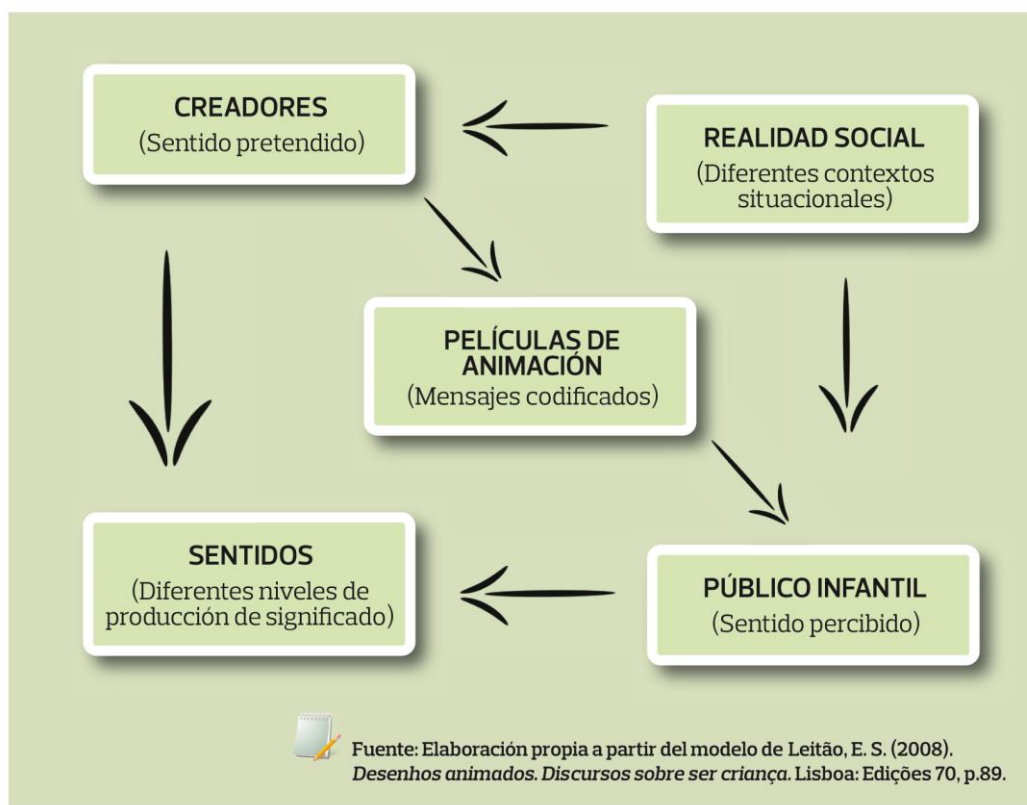 CREADORES
(Sentido pretendido)
REALIDAD SOCIAL
(Diferentes contextos
situacionales)
PELÍCULAS DE
ANIMACIÓN
(Mensajes codificados)
SENTIDOS
(Diferentes niveles de
producción de significado)
PÚBLICO INFANTIL
(Sentido percibido)
Fuente: Elaboración propia a partir del modelo de Leitão, E. S. (2008).
Desenhos animados. Discursos sobre ser criança. Lisboa: Edições 70, p.89.